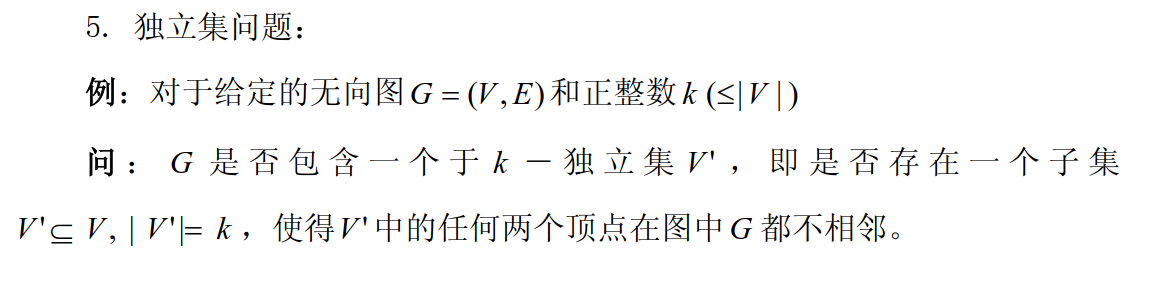 5. 独立集问题：
例：对于给定的无向图 G = (V, E) 和正整数 k (≤| V |)
问： G 是否包含一个于 k －独立集 V'，即是否存在一个子集
V'⊆ V, | V'|= k，使得V'中的任何两个顶点在图中 G 都不相邻。